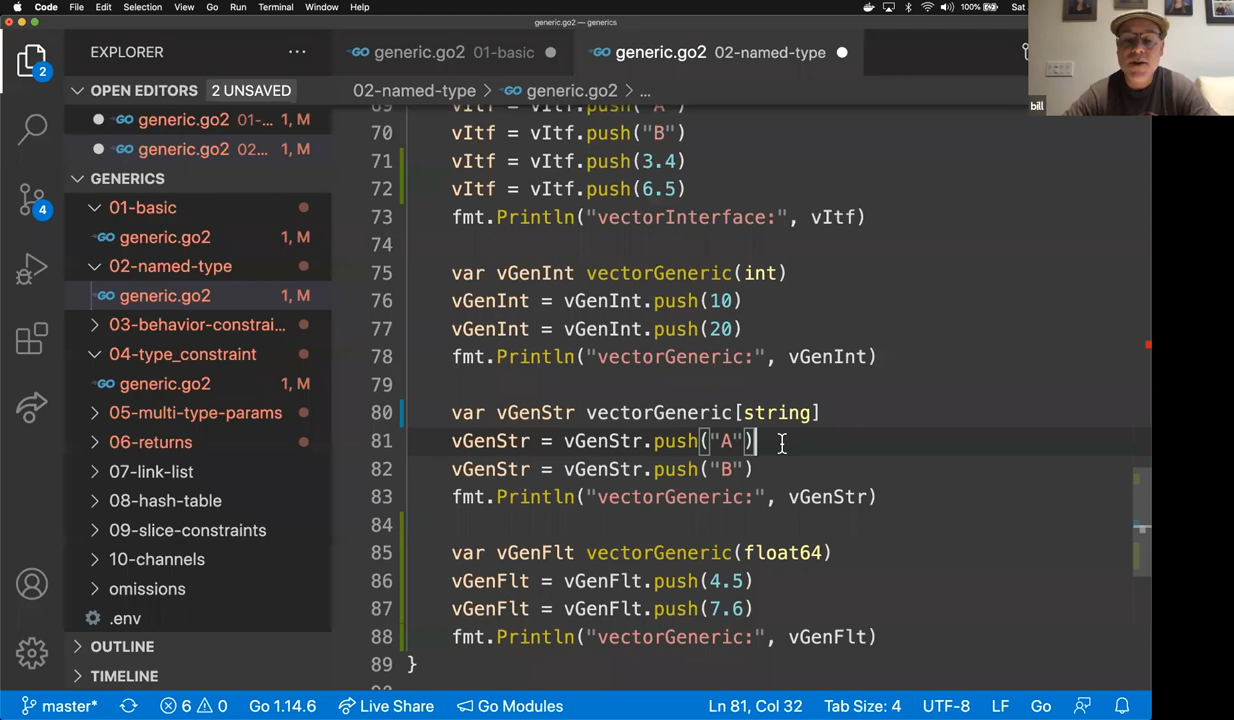 Code File Edit Selection View Go Run Terminal Window Help 100% Sat
generic.go2 — generics
EXPLORER ...
generic.go2 01-basic
generic.go2 02-named-type
OPEN EDITORS 2 UNSAVED
generic.go2 01-... 1, M
generic.go2 02... 1, M
GENERICS
01-basic
generic.go2 1, M
02-named-type
generic.go2 1, M
03-behavior-constrai...
04-type_constraint
generic.go2 1, M
05-multi-type-params
06-returns
07-link-list
08-hash-table
09-slice-constraints
10-channels
omissions
.env
OUTLINE
TIMELINE
2
4
02-named-type > generic.go2 > ...
69 vItf = vItf.push("A")
70 vItf = vItf.push("B")
71 vItf = vItf.push(3.4)
72 vItf = vItf.push(6.5)
73 fmt.Println("vectorInterface:", vItf)
74
75 var vGenInt vectorGeneric(int)
76 vGenInt = vGenInt.push(10)
77 vGenInt = vGenInt.push(20)
78 fmt.Println("vectorGeneric:", vGenInt)
79
80 var vGenStr vectorGeneric[string]
81 vGenStr = vGenStr.push("A")
82 vGenStr = vGenStr.push("B")
83 fmt.Println("vectorGeneric:", vGenStr)
84
85 var vGenFlt vectorGeneric(float64)
86 vGenFlt = vGenFlt.push(4.5)
87 vGenFlt = vGenFlt.push(7.6)
88 fmt.Println("vectorGeneric:", vGenFlt)
89 }
bill
master* 6 0 Go 1.14.6 Live Share Go Modules Ln 81, Col 32 Tab Size: 4 UTF-8 LF Go